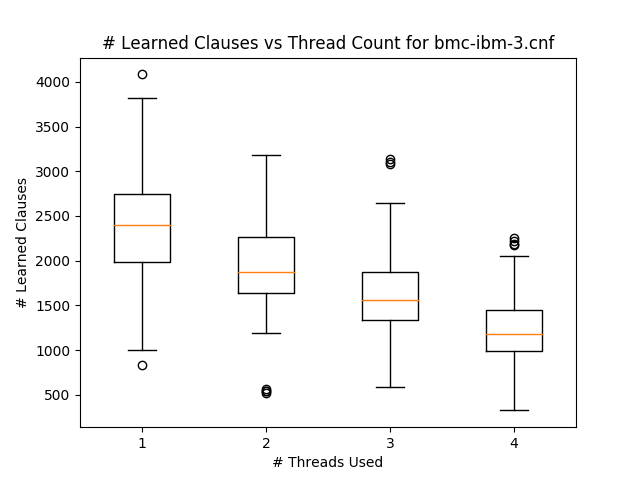 # Learned Clauses vs Thread Count for bmc-ibm-3.cnf
# Learned Clauses
4000
3500
3000
2500
2000
1500
1000
500
1 2 3 4
# Threads Used